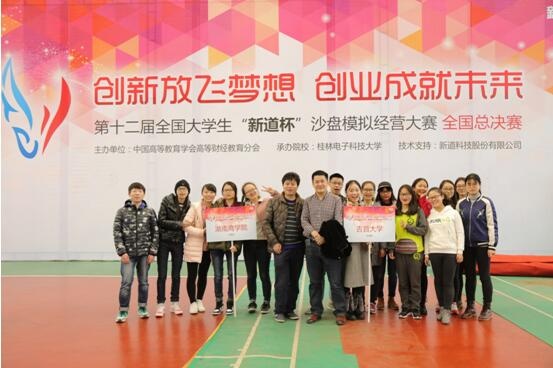 创新放飞梦想 创业成就未来
第十二届全国大学生“新道杯”沙盘模拟经营大赛 全国总决赛
主办单位：中国高等教育学会高等财经教育分会 承办院校：桂林电子科技大学 技术支持：新道科技股份有限公司
湖南商学院
吉首大学